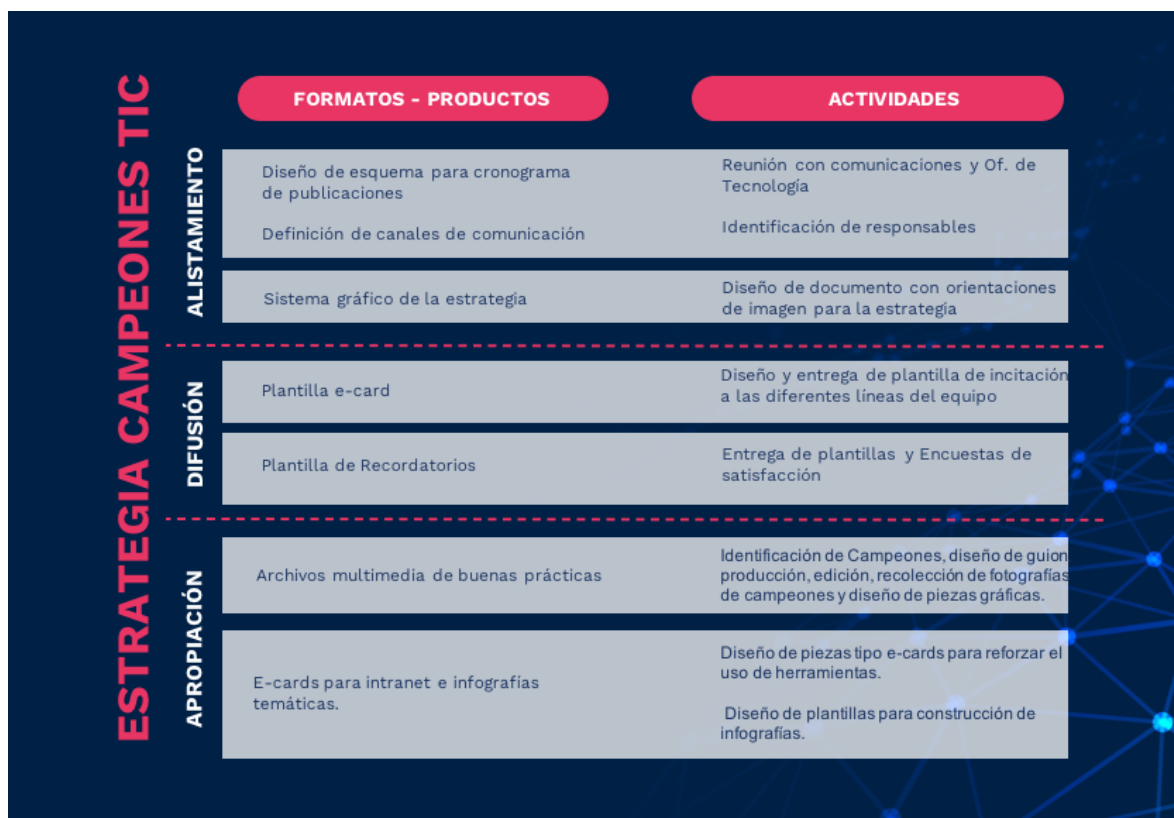 ESTRATEGIA CAMPEONES TIC
FORMATOS - PRODUCTOS
ACTIVIDADES
ALISTAMIENTO
Diseño de esquema para cronograma
de publicaciones
Definición de canales de comunicación
Reunión con comunicaciones y Of. de
Tecnología
Identificación de responsables
Sistema gráfico de la estrategia
Diseño de documento con orientaciones
de imagen para la estrategia
DIFUSIÓN
Plantilla e-card
Diseño y entrega de plantilla de incitación
a las diferentes líneas del equipo
Plantilla de Recordatorios
Entrega de plantillas y Encuestas de
satisfacción
APROPIACIÓN
Archivos multimedia de buenas prácticas
Identificación de Campeones, diseño de guion
producción, edición, recolección de fotografías
de campeones y diseño de piezas gráficas.
E-cards para intranet e infografías
temáticas.
Diseño de piezas tipo e-cards para reforzar el
uso de herramientas.
Diseño de plantillas para construcción de
infografías.